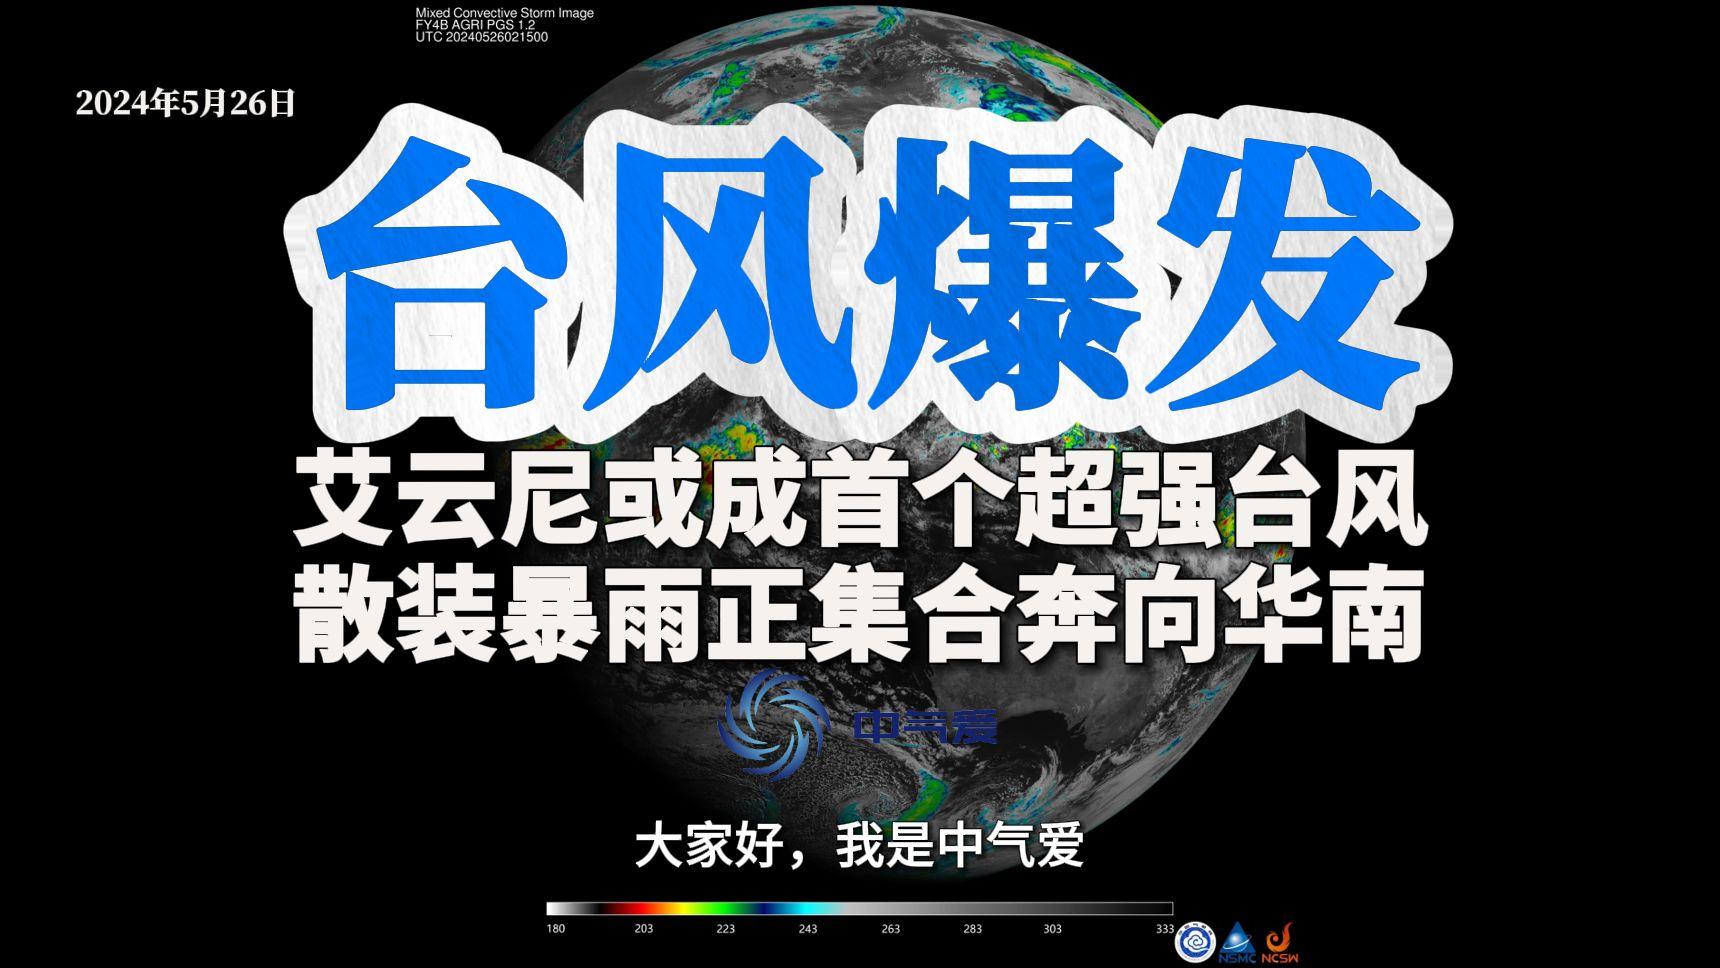 Mixed Convective Storm Image
FY4B AGRI PGS 1.2
UTC 20240526021500
2024年5月26日
台风爆发
艾云尼或成首个超强台风
散装暴雨正集合奔向华南
中气爱
大家好，我是中气爱
180 203 223 243 263 283 303 333
NSMC NCSW